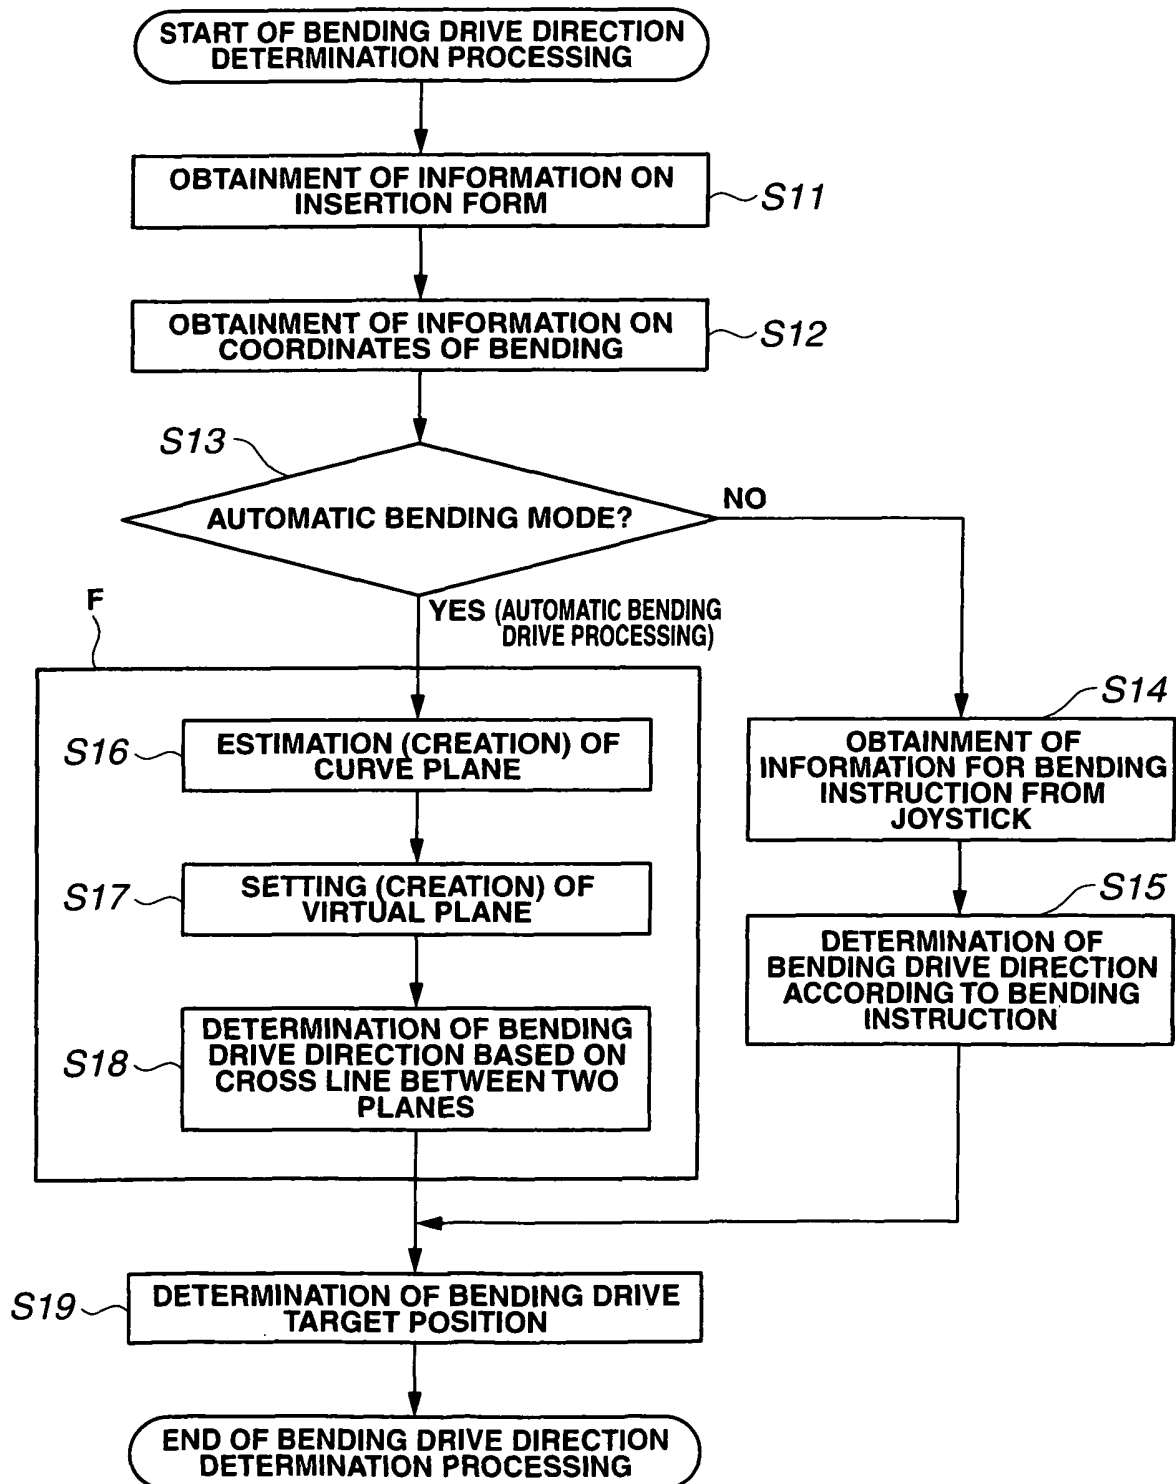 START OF BENDING DRIVE DIRECTION
DETERMINATION PROCESSING
OBTAINMENT OF INFORMATION ON
INSERTION FORM
S11
OBTAINMENT OF INFORMATION ON
COORDINATES OF BENDING
S12
S13
AUTOMATIC BENDING MODE?
NO
YES (AUTOMATIC BENDING
DRIVE PROCESSING)
F
S16
ESTIMATION (CREATION) OF
CURVE PLANE
S17
SETTING (CREATION) OF
VIRTUAL PLANE
S18
DETERMINATION OF BENDING
DRIVE DIRECTION BASED ON
CROSS LINE BETWEEN TWO
PLANES
S14
OBTAINMENT OF
INFORMATION FOR BENDING
INSTRUCTION FROM
JOYSTICK
S15
DETERMINATION OF
BENDING DRIVE DIRECTION
ACCORDING TO BENDING
INSTRUCTION
S19
DETERMINATION OF BENDING DRIVE
TARGET POSITION
END OF BENDING DRIVE DIRECTION
DETERMINATION PROCESSING